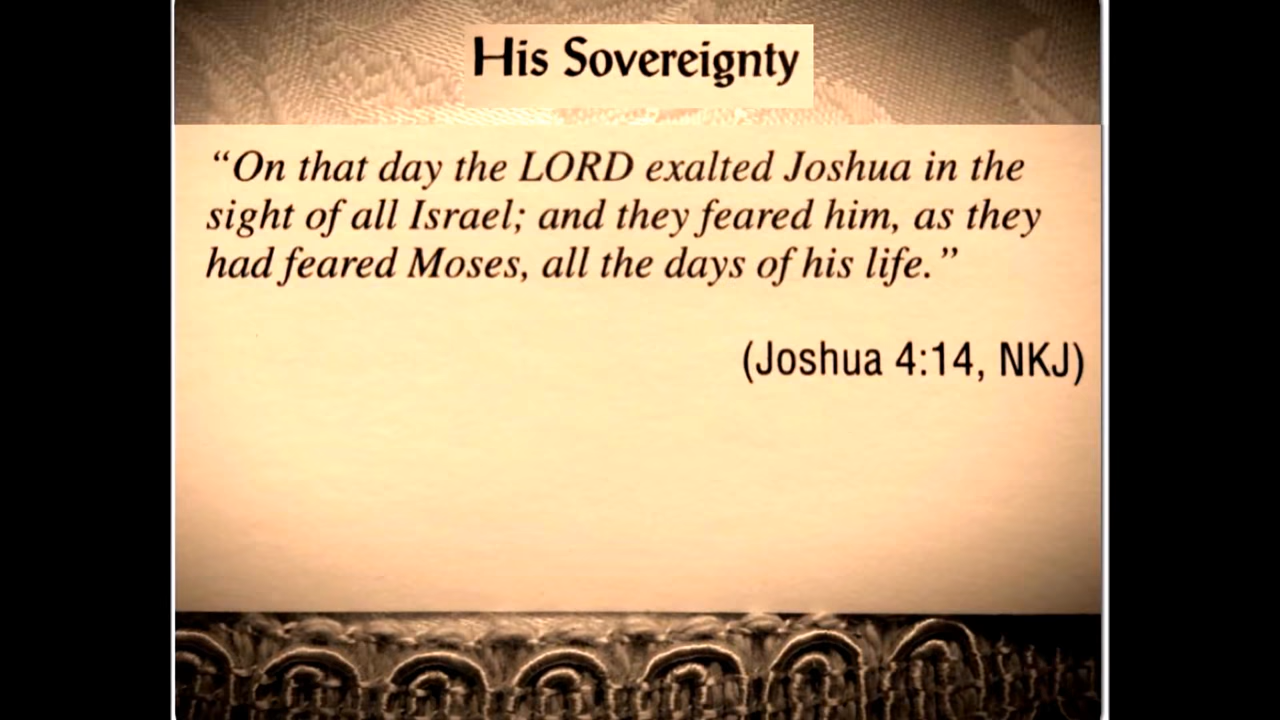 His Sovereignty
“On that day the LORD exalted Joshua in the
sight of all Israel; and they feared him, as they
had feared Moses, all the days of his life.”
(Joshua 4:14, NKJ)